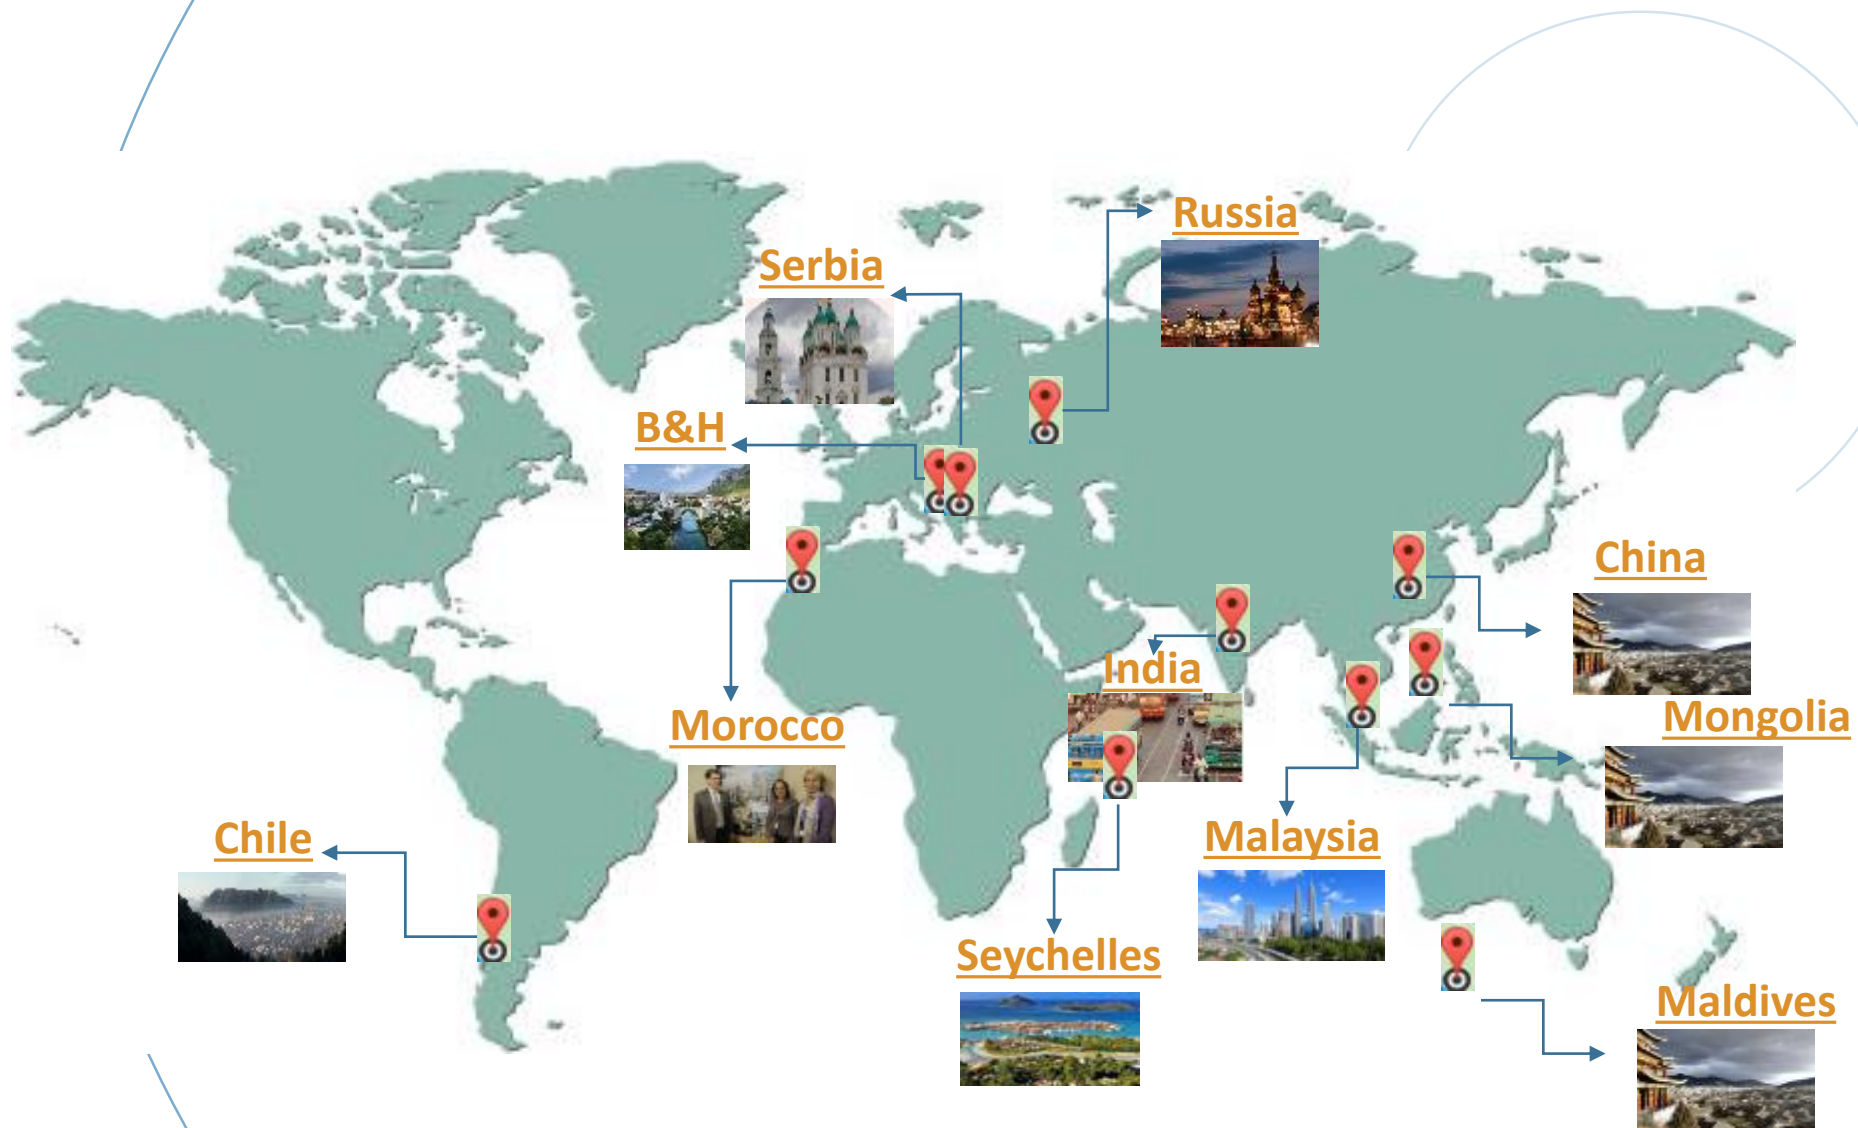 Russia
Serbia
B&H
China
India
Mongolia
Morocco
Chile
Malaysia
Seychelles
Maldives